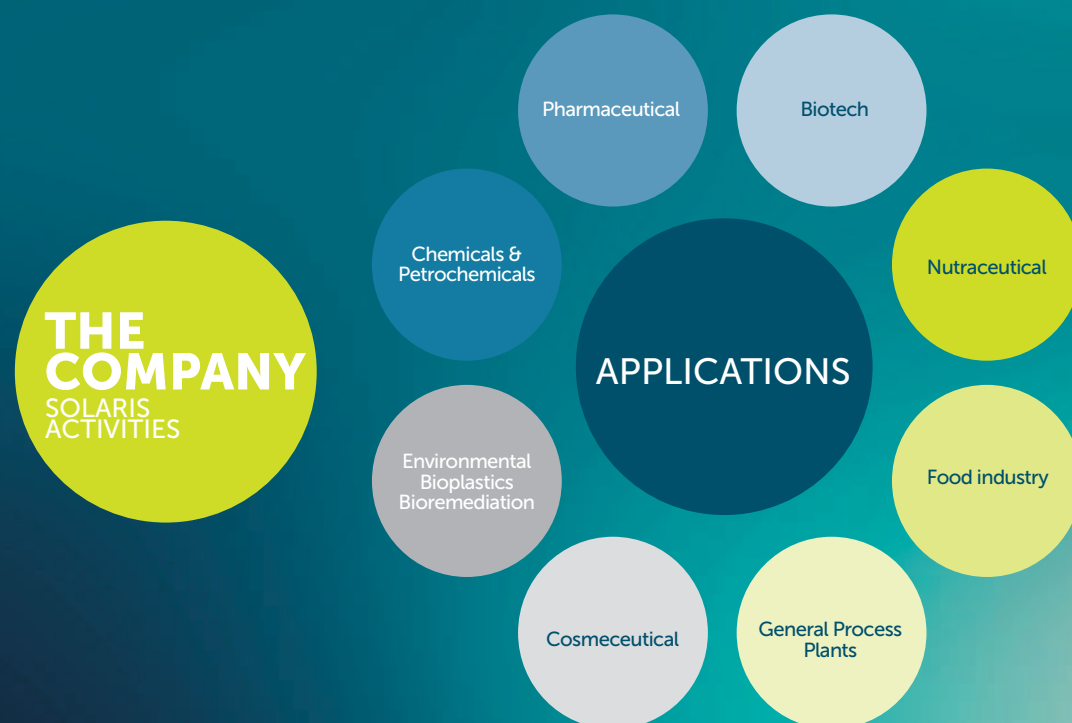 THE
COMPANY
SOLARIS
ACTIVITIES
APPLICATIONS
Pharmaceutical
Biotech
Nutraceutical
Food industry
General Process
Plants
Cosmeceutical
Environmental
Bioplastics
Bioremediation
Chemicals &
Petrochemicals